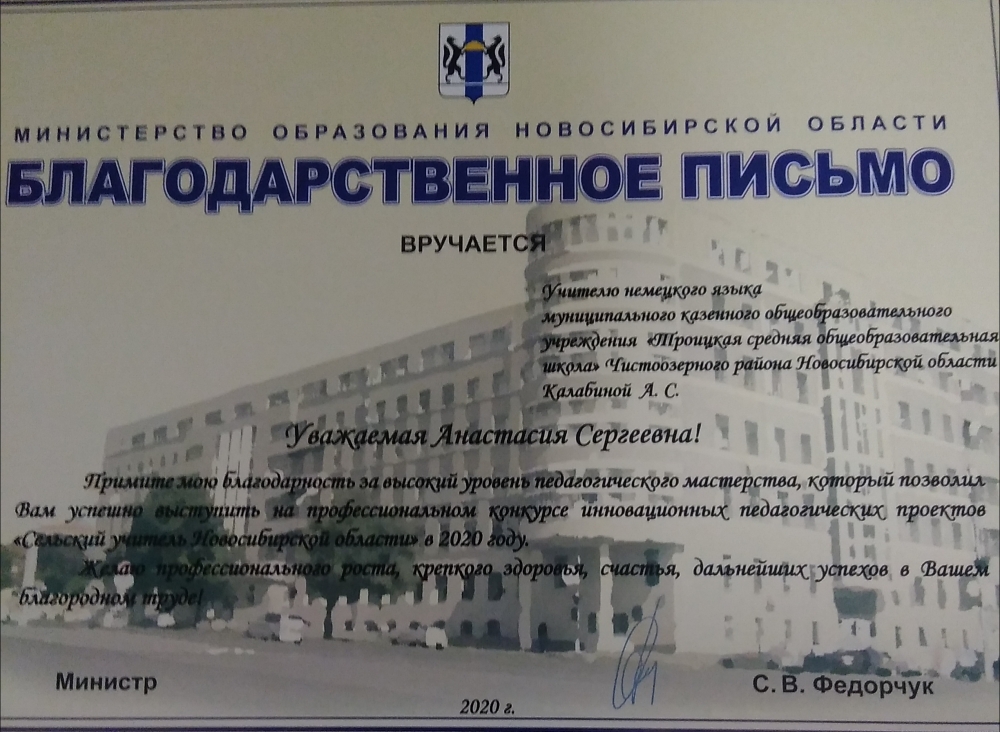 МИНИСТЕРСТВО ОБРАЗОВАНИЯ НОВОСИБИРСКОЙ ОБЛАСТИ
БЛАГОДАРСТВЕННОЕ ПИСЬМО
ВРУЧАЕТСЯ
Учителю немецкого языка
муниципального казенного общеобразовательного
учреждения «Троицкая средняя общеобразовательная
школа» Чистоозерного района Новосибирской области
Калабиной А. С.
Уважаемая Анастасия Сергеевна!
Примите мою благодарность за высокий уровень педагогического мастерства, который позволил
Вам успешно выступить на профессиональном конкурсе инновационных педагогических проектов
«Сельский учитель Новосибирской области» в 2020 году.
Желаю профессионального роста, крепкого здоровья, счастья, дальнейших успехов в Вашем
благородном труде!
Министр
С. В. Федорчук
2020 г.